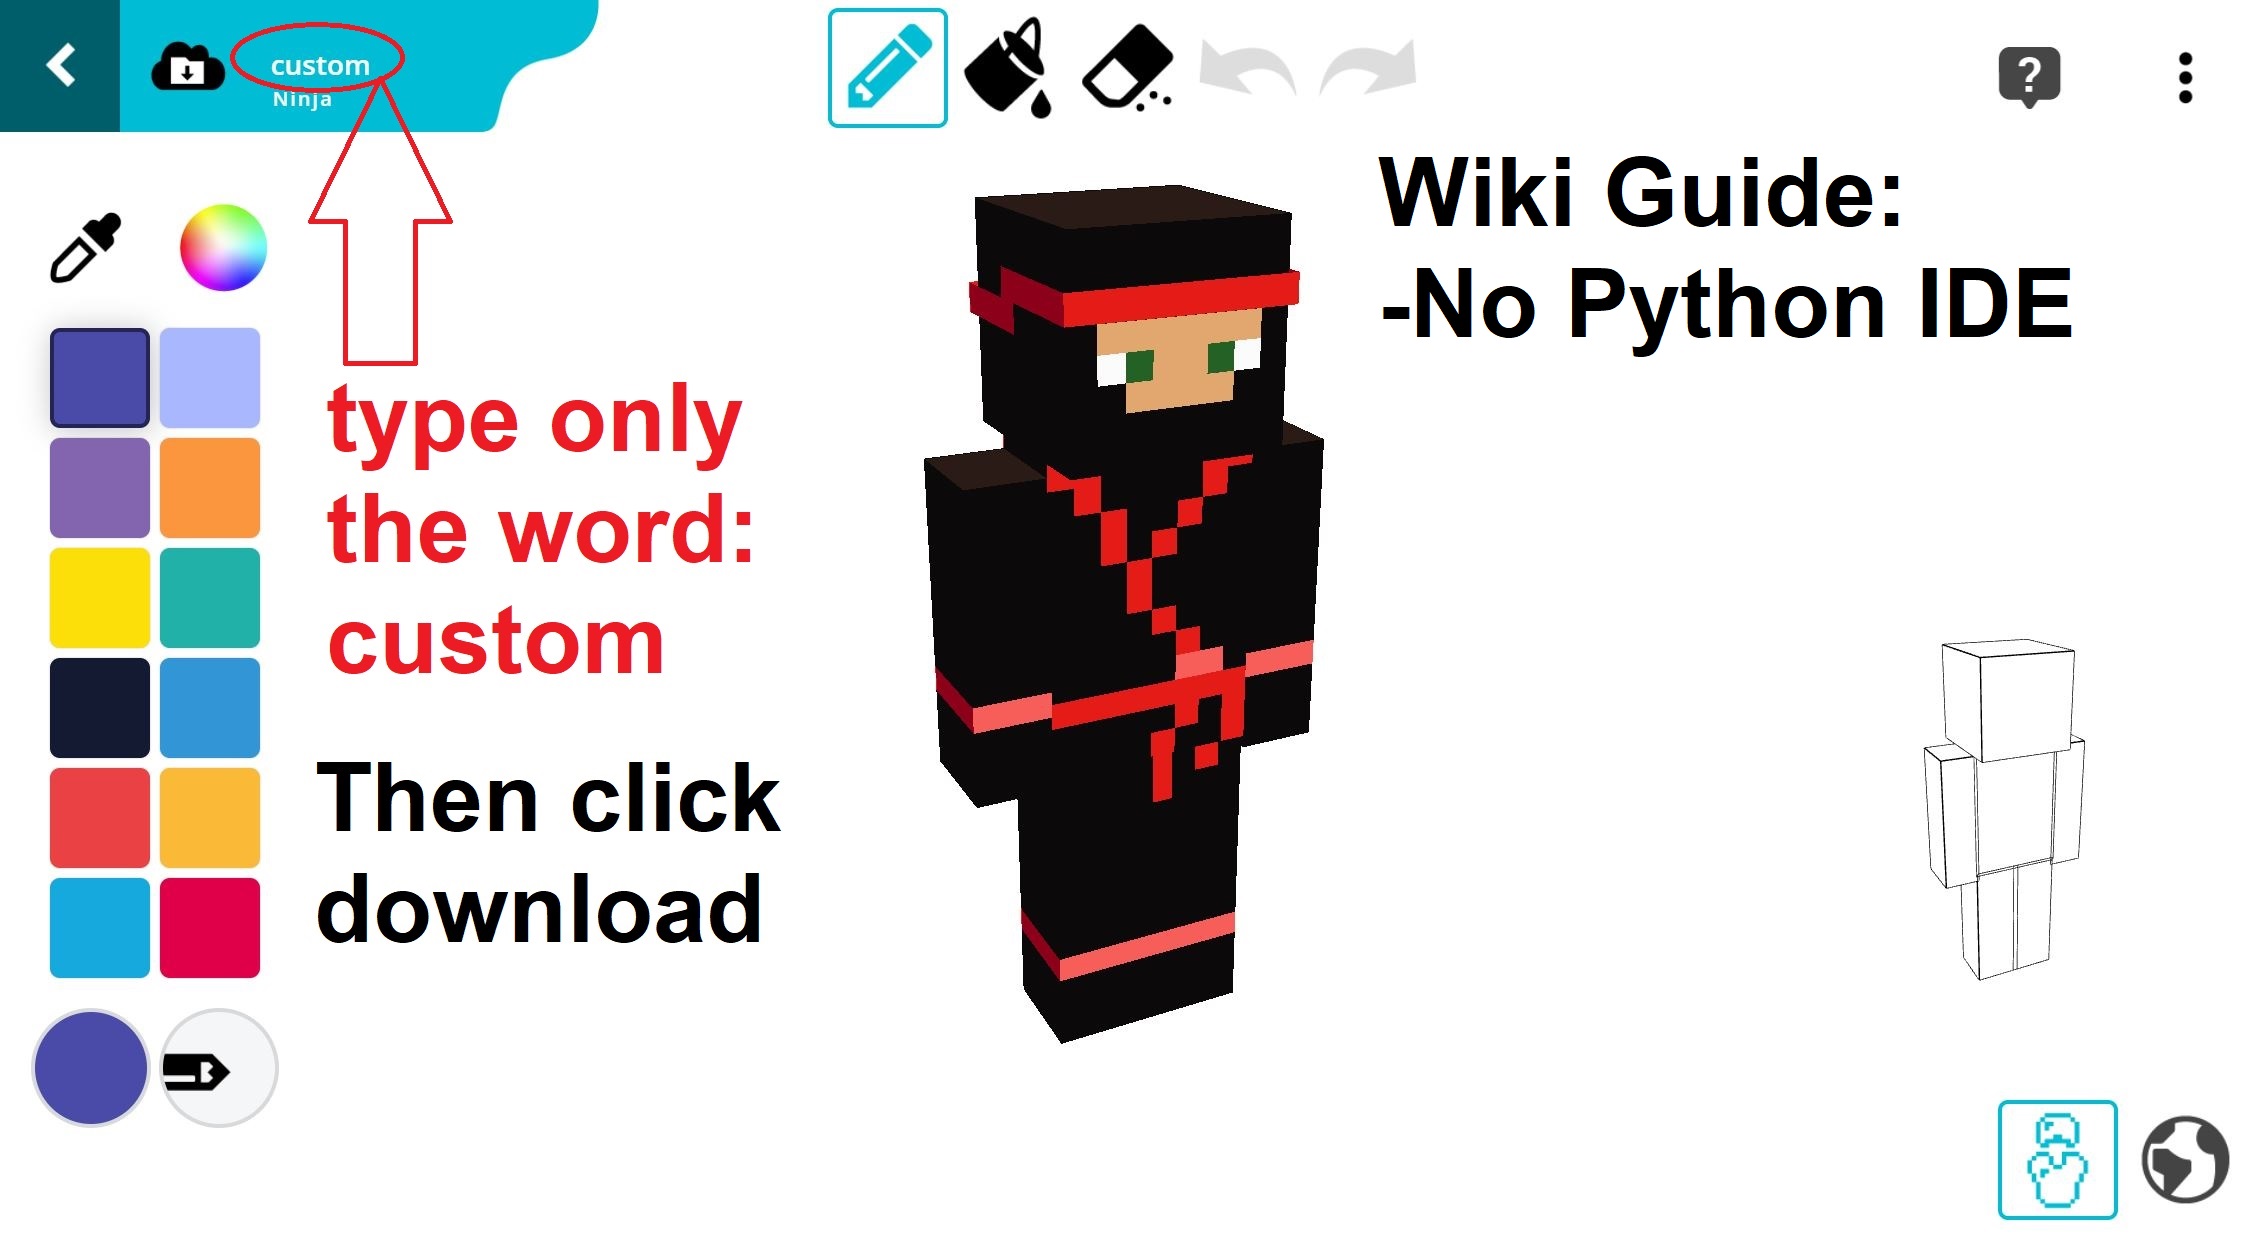 custom
Ninja
?
Wiki Guide:
-No Python IDE
type only
the word:
custom
Then click
download